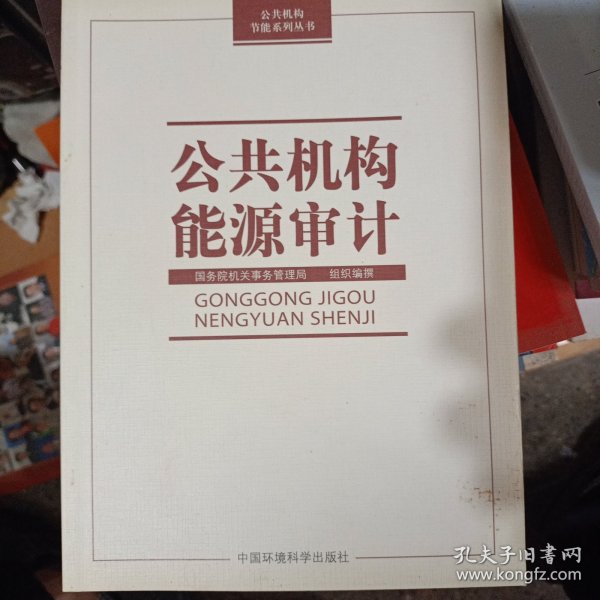 公共机构
节能系列丛书
公共机构
能源审计
国务院机关事务管理局 组织编撰
GONGGONG JIGOU
NENGYUAN SHENJI
中国环境科学出版社
孔夫子旧书网
www.kongfz.com